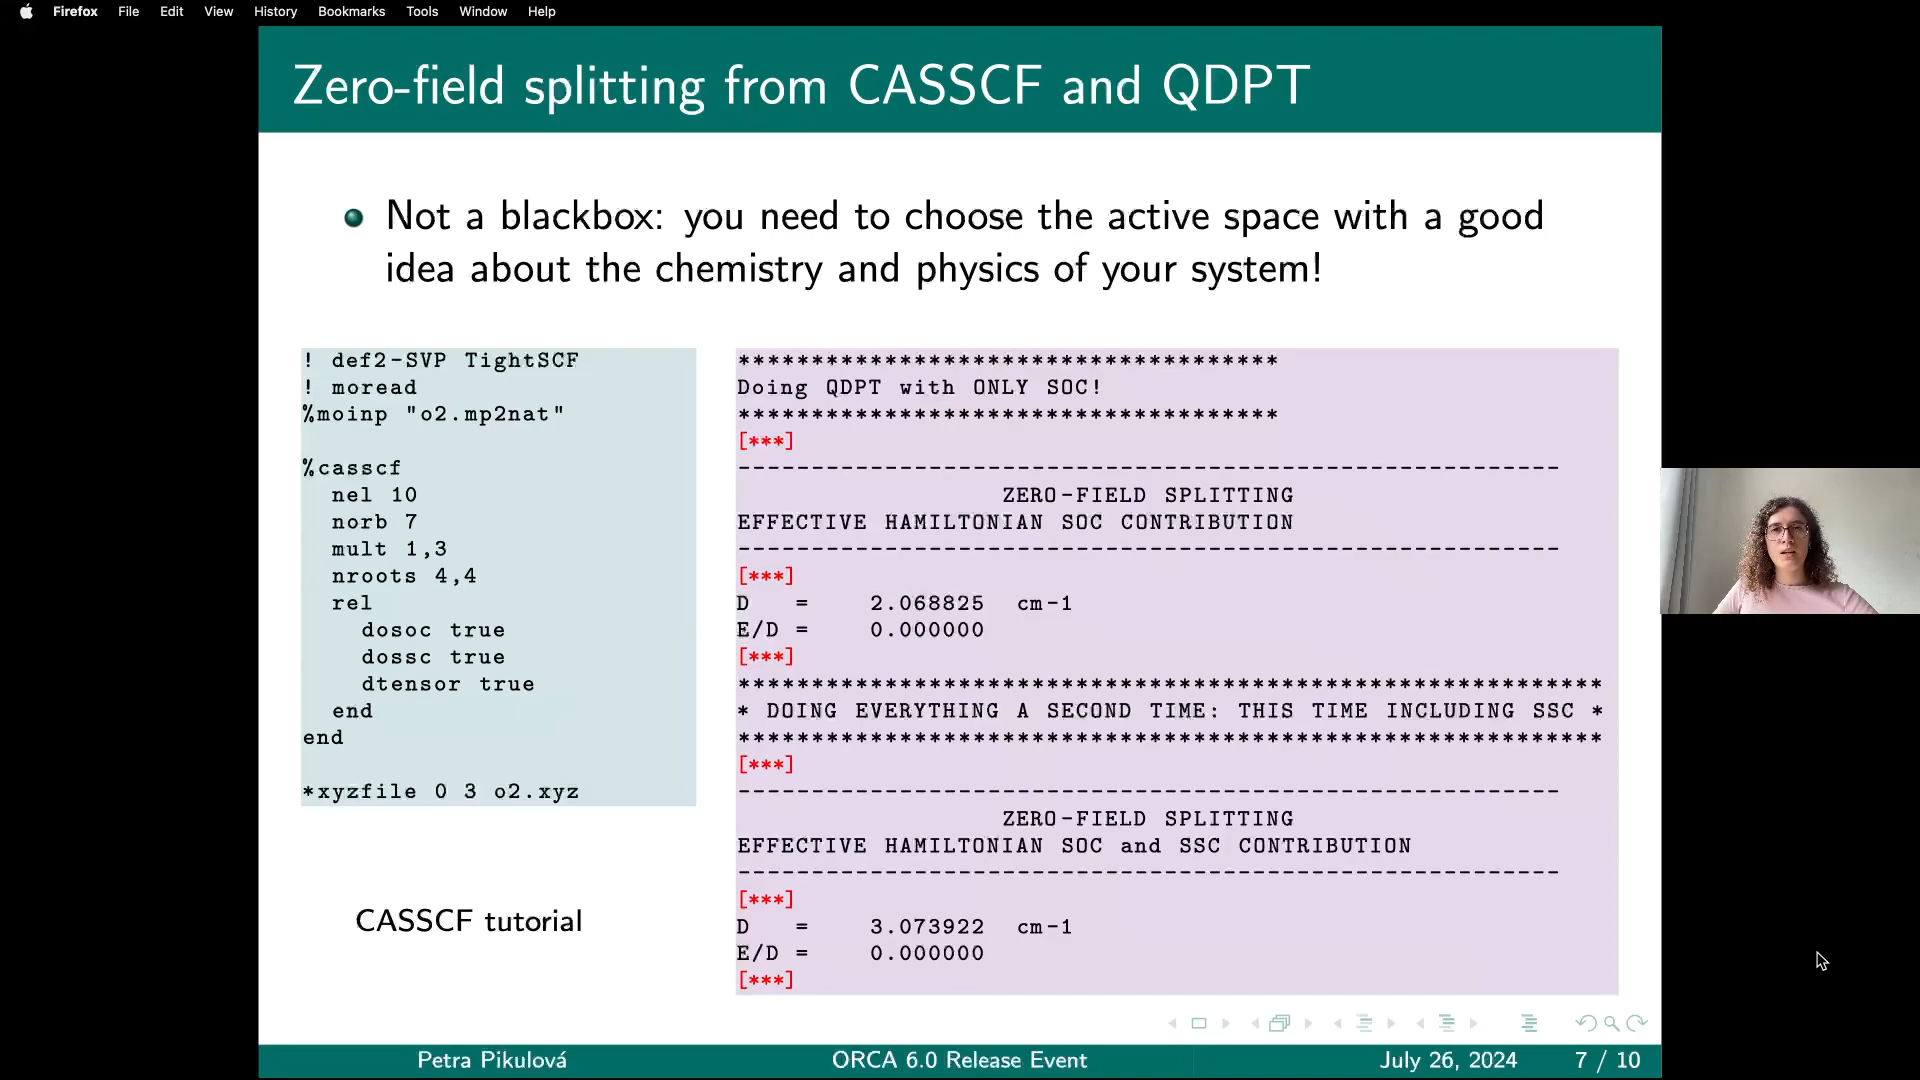 Firefox File Edit View History Bookmarks Tools Window Help
Zero-field splitting from CASSCF and QDPT
Not a blackbox: you need to choose the active space with a good
idea about the chemistry and physics of your system!
! def2-SVP TightSCF
! moread
%moinp "o2.mp2nat"
%casscf
nel 10
norb 7
mult 1,3
nroots 4,4
rel
dosoc true
dossc true
dtensor true
end
end
*xyzfile 0 3 o2.xyz
CASSCF tutorial
*************************************
Doing QDPT with ONLY SOC!
*************************************
[***]
--------------------------------------------------------
ZERO-FIELD SPLITTING
EFFECTIVE HAMILTONIAN SOC CONTRIBUTION
--------------------------------------------------------
[***]
D = 2.068825 cm-1
E/D = 0.000000
[***]
***********************************************************
* DOING EVERYTHING A SECOND TIME: THIS TIME INCLUDING SSC *
***********************************************************
[***]
--------------------------------------------------------
ZERO-FIELD SPLITTING
EFFECTIVE HAMILTONIAN SOC and SSC CONTRIBUTION
--------------------------------------------------------
[***]
D = 3.073922 cm-1
E/D = 0.000000
[***]
Petra Pikulová ORCA 6.0 Release Event July 26, 2024 7 / 10